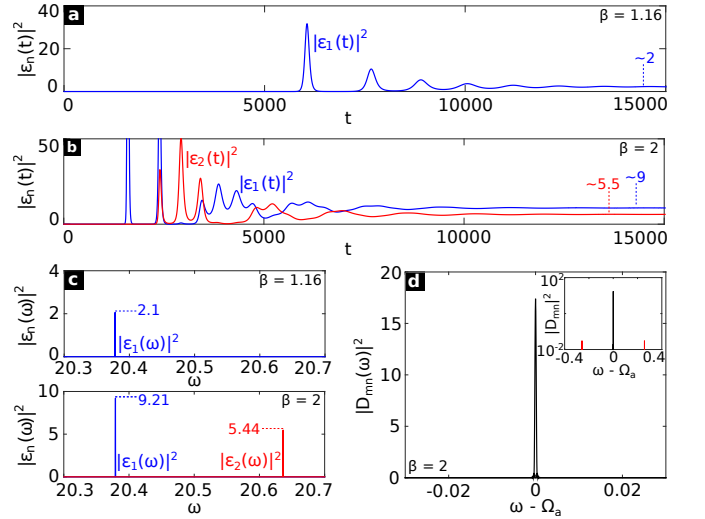 a
β = 1.16
|ε₁(t)|²
~2
|εₙ(t)|²
40
20
0
0
5000
10000
15000
t
b
β = 2
|ε₂(t)|²
|ε₁(t)|²
~5.5
~9
|εₙ(t)|²
50
0
0
5000
10000
15000
t
c
β = 1.16
2.1
|ε₁(ω)|²
|εₙ(ω)|²
4
2
0
20.3
20.4
20.5
20.6
20.7
ω
β = 2
9.21
5.44
|ε₁(ω)|²
|ε₂(ω)|²
|εₙ(ω)|²
10
5
0
20.3
20.4
20.5
20.6
20.7
ω
d
|Dₘₙ(ω)|²
20
15
10
5
0
β = 2
-0.02
0
0.02
ω - Ωₐ
|Dₘₙ|²
10²
10⁻²
-0.4
0
0.4
ω - Ωₐ